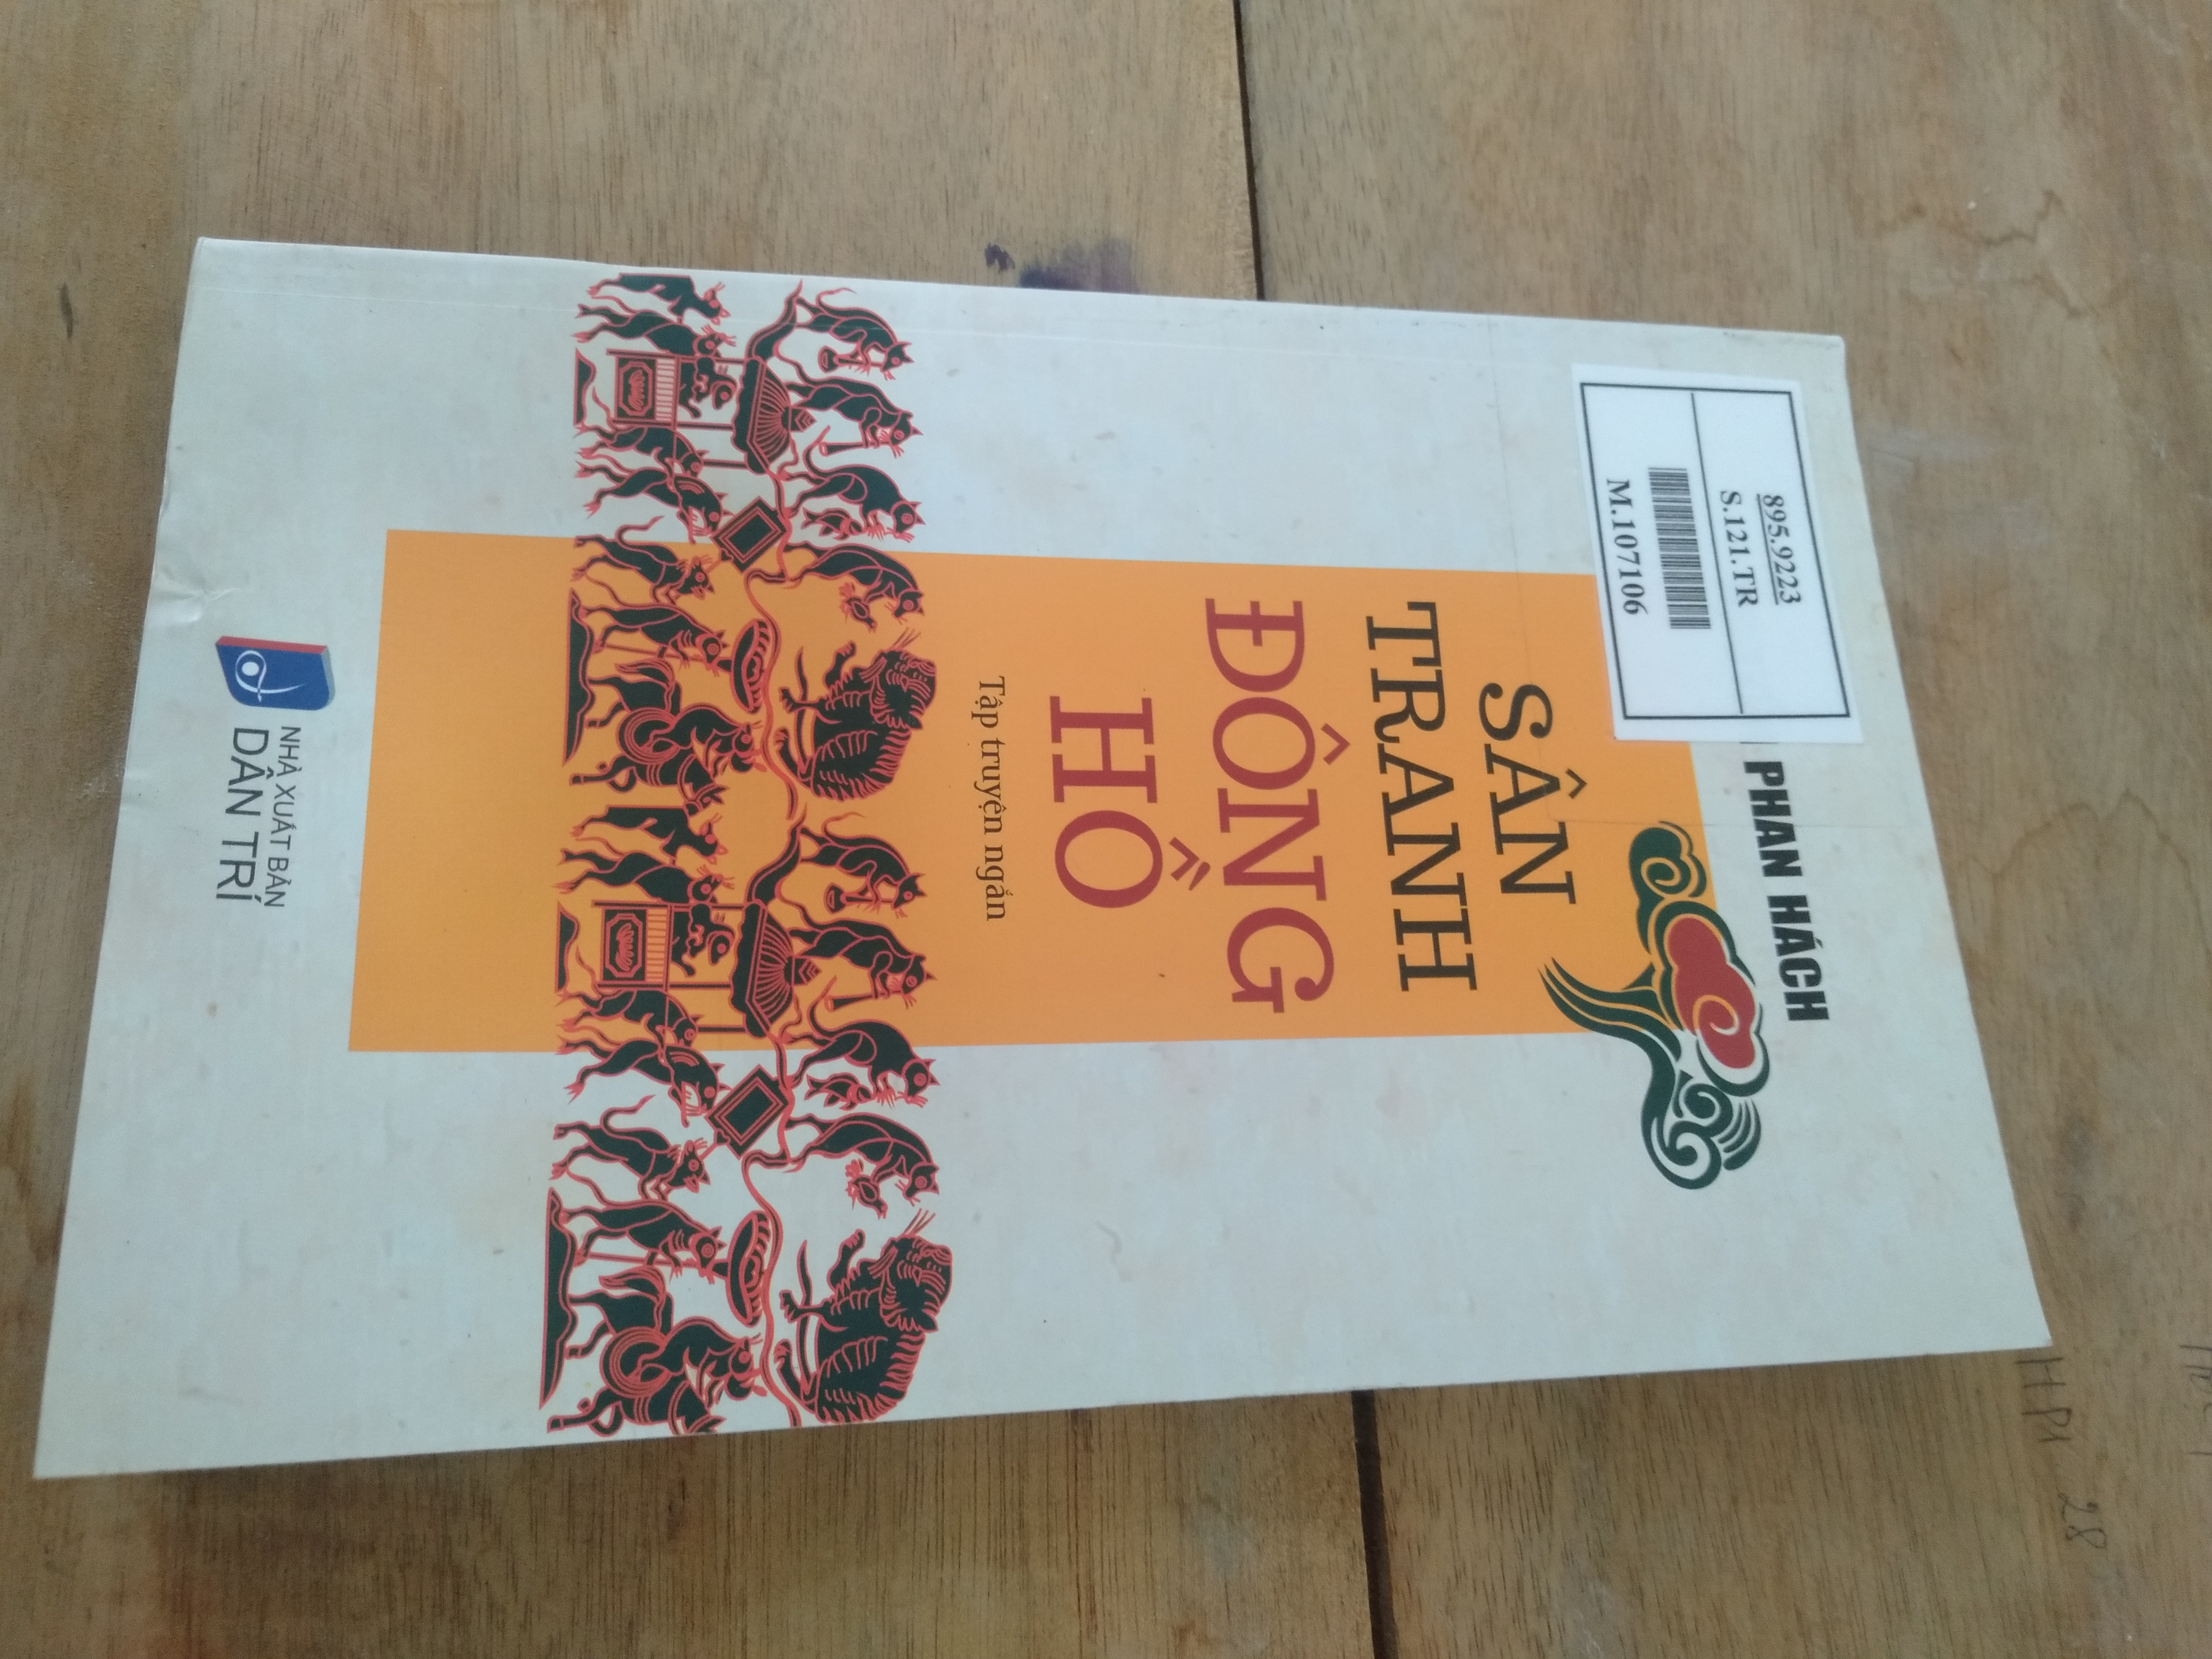 HP1 28
PHAN HÁCH
895.9223
S.121.TR
M.107106
SÂN
TRANH
ĐÔNG
HỒ
Tập truyện ngắn
NHÀ XUẤT BẢN
DÂN TRÍ